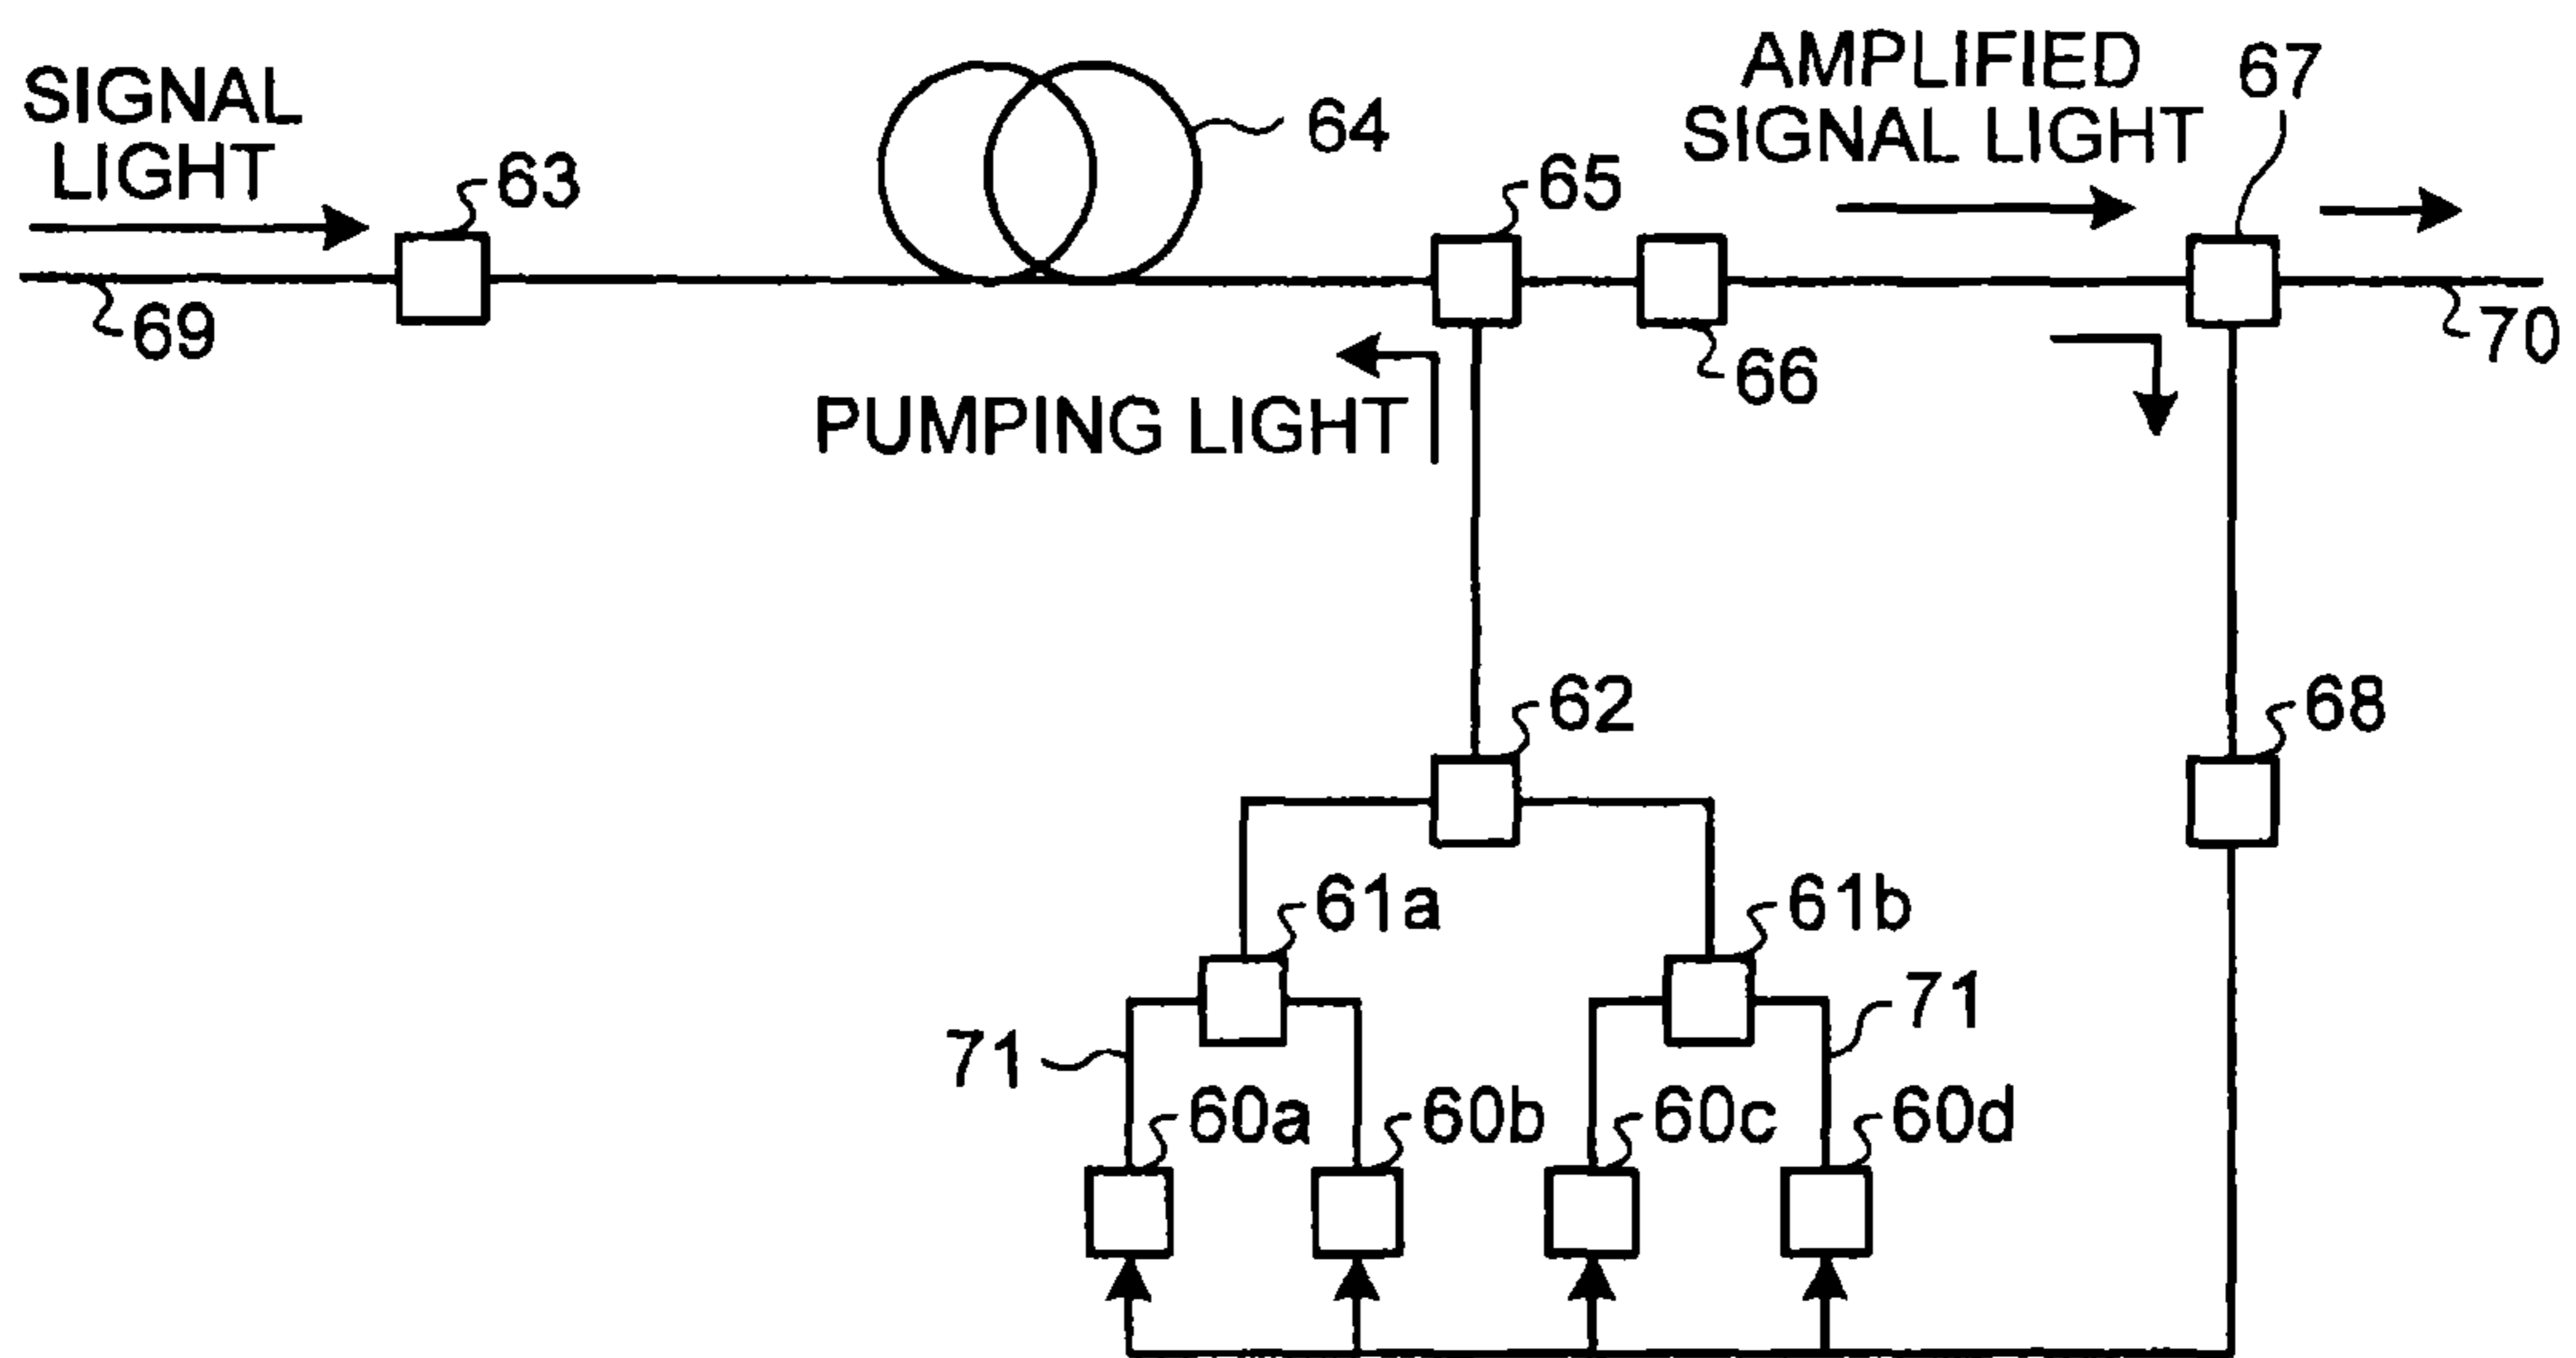 SIGNAL
LIGHT
63
64
65
AMPLIFIED
SIGNAL LIGHT
67
69
66
70
PUMPING LIGHT
62
68
61a
61b
71
71
60a
60b
60c
60d